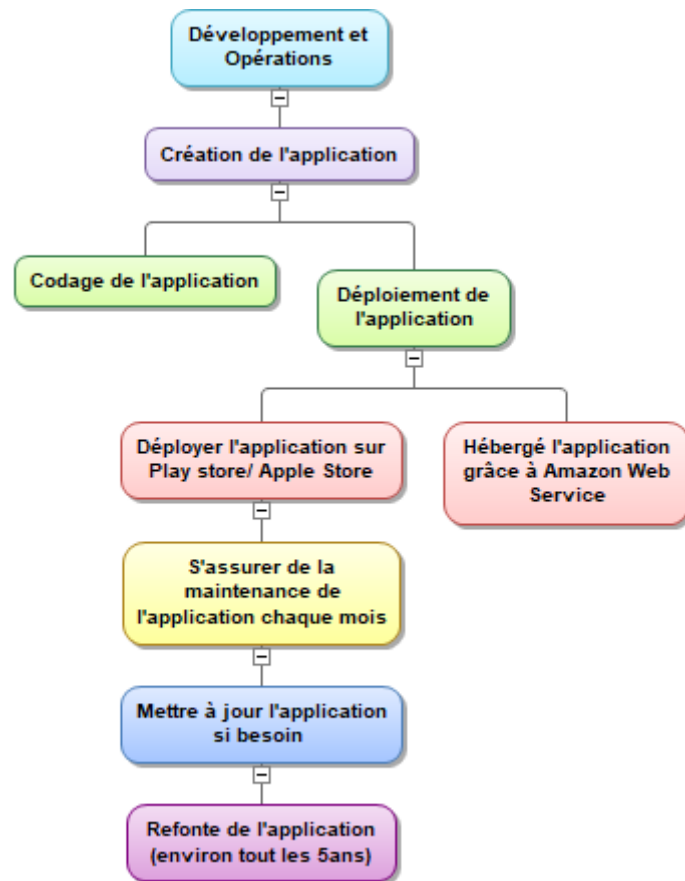 Développement et
Opérations
Création de l'application
Codage de l'application
Déploiement de
l'application
Déployer l'application sur
Play store/ Apple Store
Hébergé l'application
grâce à Amazon Web
Service
S'assurer de la
maintenance de
l'application chaque mois
Mettre à jour l'application
si besoin
Refonte de l'application
(environ tout les 5ans)